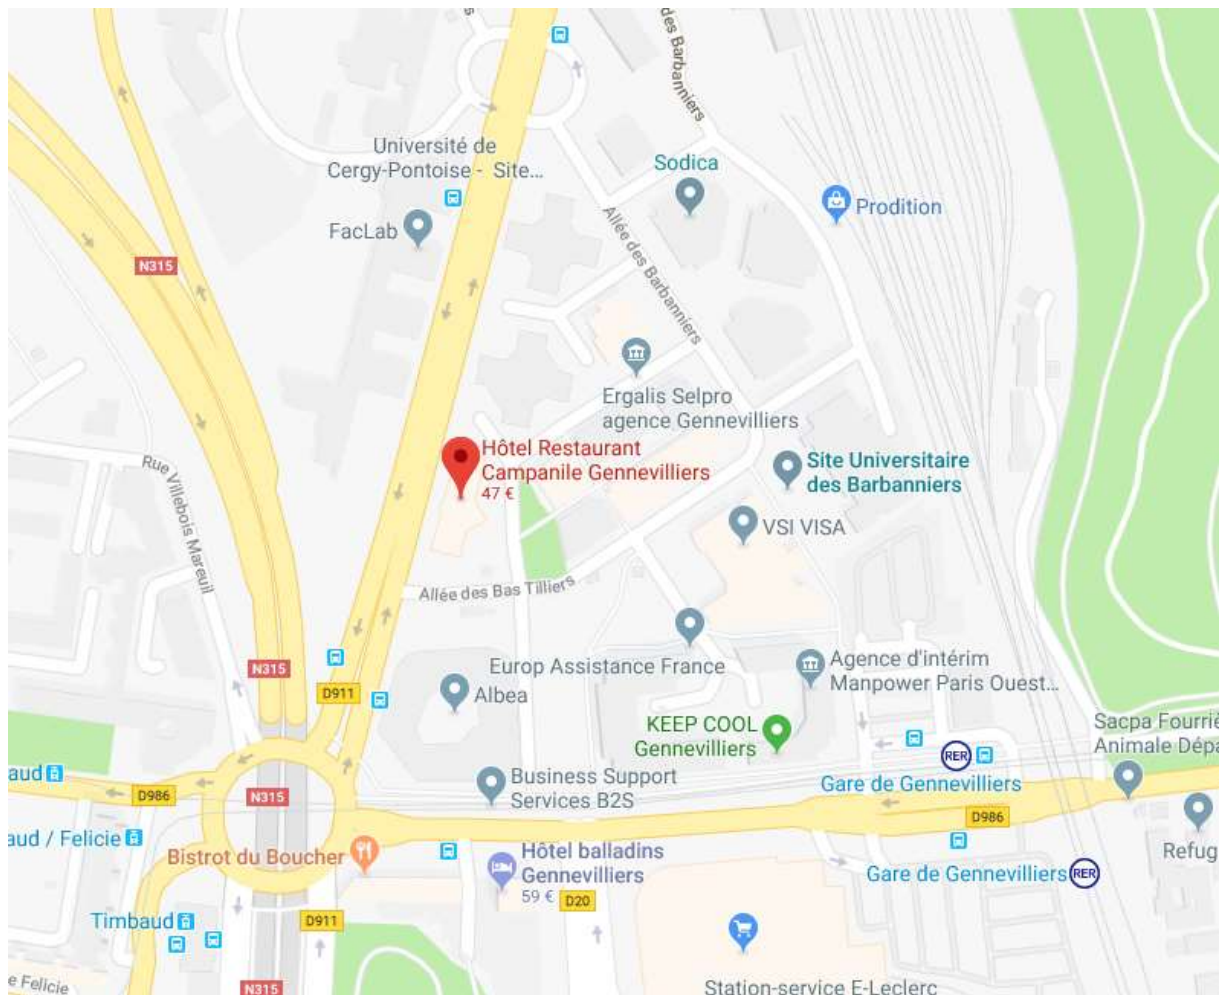 des Barbanniers
Université de
Cergy-Pontoise - Site...
Sodica
Prodition
FacLab
Allée des Barbanniers
N315
Ergalis Selpro
agence Gennevilliers
Hôtel Restaurant
Campanile Gennevilliers
47 €
Site Universitaire
des Barbanniers
Rue Villebois Mareuil
VSI VISA
Allée des Bas Tilliers
N315
D911
Europ Assistance France
Albea
Agence d'intérim
Manpower Paris Ouest...
KEEP COOL
Gennevilliers
Sacpa Fourriè
Animale Dépa
RER
Gare de Gennevilliers
aud
Business Support
Services B2S
D986
N315
D986
aud / Felicie
Bistrot du Boucher
Hôtel balladins
Gennevilliers
59 €
D20
Refug
Gare de Gennevilliers
RER
Timbaud
D911
e Felicie
N315
Station-service E-Leclerc